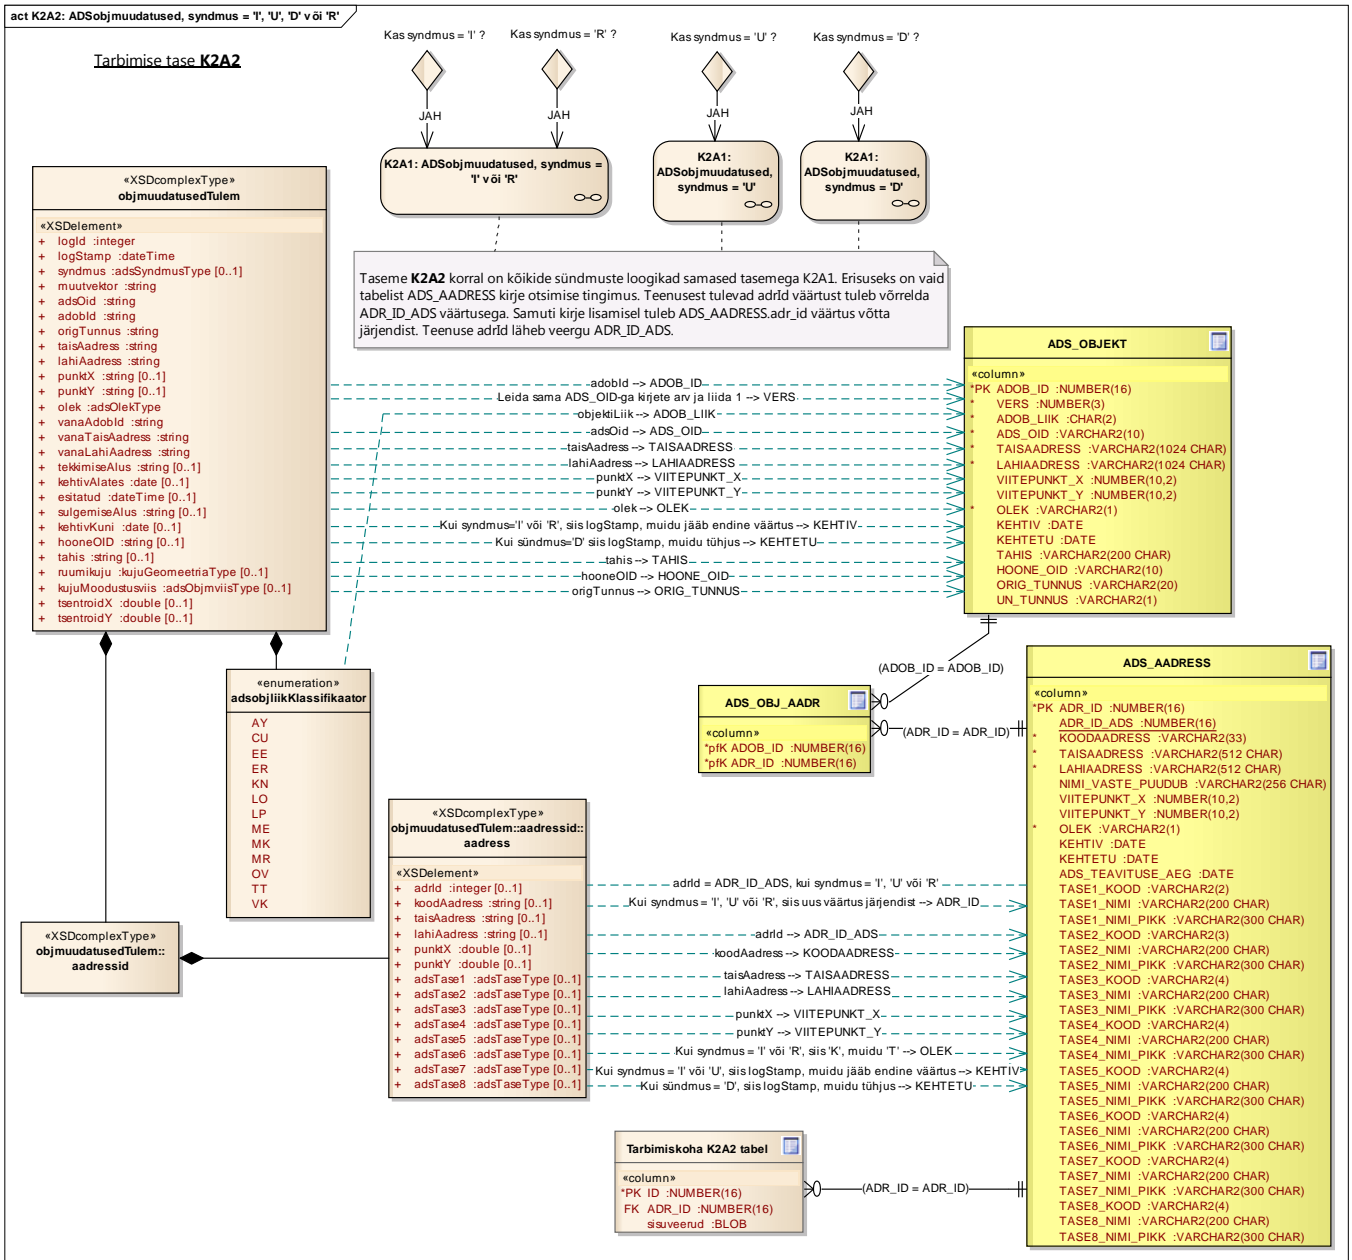 act K2A2: ADSobjmuudatused, syndmus = 'I', 'U', 'D' või 'R'
Tarbimise tase K2A2
Kas syndmus = 'I' ?
Kas syndmus = 'R' ?
Kas syndmus = 'U' ?
Kas syndmus = 'D' ?
JAH
JAH
JAH
JAH
K2A1: ADSobjmuudatused, syndmus =
'I' või 'R'
K2A1:
ADSobjmuudatused,
syndmus = 'U'
K2A1:
ADSobjmuudatused,
syndmus = 'D'
Taseme K2A2 korral on kõikide sündmuste loogikad samased tasemega K2A1. Erisuseks on vaid
tabelist ADS_AADRESS kirje otsimise tingimus. Teenusest tulevad adrId väärtust tuleb võrrelda
ADR_ID_ADS väärtusega. Samuti kirje lisamisel tuleb ADS_AADRESS.adr_id väärtus võtta
järjendist. Teenuse adrId läheb veergu ADR_ID_ADS.
«XSDcomplexType»
objmuudatusedTulem
«XSDelement»
+ logId :integer
+ logStamp :dateTime
+ syndmus :adsSyndmusType [0..1]
+ muutvektor :string
+ adsOid :string
+ adobId :string
+ origTunnus :string
+ taisAadress :string
+ lahiAadress :string
+ punktX :string [0..1]
+ punktY :string [0..1]
+ olek :adsOlekType
+ vanaAdobId :string
+ vanaTaisAadress :string
+ vanaLahiAadress :string
+ tekkimiseAlus :string [0..1]
+ kehtivAlates :date [0..1]
+ esitatud :dateTime [0..1]
+ sulgemiseAlus :string [0..1]
+ kehtivKuni :date [0..1]
+ hooneOID :string [0..1]
+ tahis :string [0..1]
+ ruumikuju :kujuGeomeetriaType [0..1]
+ kujuMoodustusviis :adsObjmviisType [0..1]
+ tsentroidX :double [0..1]
+ tsentroidY :double [0..1]
adobId --> ADOB_ID
Leida sama ADS_OID-ga kirjete arv ja liida 1 --> VERS
objektiLiik --> ADOB_LIIK
adsOid --> ADS_OID
taisAadress --> TAISAADRESS
lahiAadress --> LAHIAADRESS
punktX --> VIITEPUNKT_X
punktY --> VIITEPUNKT_Y
olek --> OLEK
Kui syndmus='I' või 'R', siis logStamp, muidu jääb endine väärtus --> KEHTIV
Kui sündmus='D' siis logStamp, muidu tühjus --> KEHTETU
tahis --> TAHIS
hooneOID --> HOONE_OID
origTunnus --> ORIG_TUNNUS
ADS_OBJEKT
«column»
*PK ADOB_ID :NUMBER(16)
* VERS :NUMBER(3)
* ADOB_LIIK :CHAR(2)
* ADS_OID :VARCHAR2(10)
* TAISAADRESS :VARCHAR2(1024 CHAR)
* LAHIAADRESS :VARCHAR2(1024 CHAR)
VIITEPUNKT_X :NUMBER(10,2)
VIITEPUNKT_Y :NUMBER(10,2)
* OLEK :VARCHAR2(1)
KEHTIV :DATE
KEHTETU :DATE
TAHIS :VARCHAR2(200 CHAR)
HOONE_OID :VARCHAR2(10)
ORIG_TUNNUS :VARCHAR2(20)
UN_TUNNUS :VARCHAR2(1)
«enumeration»
adsobjliikKlassifikaator
AY
CU
EE
ER
KN
LO
LP
ME
MK
MR
OV
TT
VK
(ADOB_ID = ADOB_ID)
ADS_OBJ_AADR
«column»
*pfK ADOB_ID :NUMBER(16)
*pfK ADR_ID :NUMBER(16)
(ADR_ID = ADR_ID)
«XSDcomplexType»
objmuudatusedTulem::
aadressid
«XSDcomplexType»
objmuudatusedTulem::aadressid::
aadress
«XSDelement»
+ adrId :integer [0..1]
+ koodAadress :string [0..1]
+ taisAadress :string [0..1]
+ lahiAadress :string [0..1]
+ punktX :double [0..1]
+ punktY :double [0..1]
+ adsTase1 :adsTaseType [0..1]
+ adsTase2 :adsTaseType [0..1]
+ adsTase3 :adsTaseType [0..1]
+ adsTase4 :adsTaseType [0..1]
+ adsTase5 :adsTaseType [0..1]
+ adsTase6 :adsTaseType [0..1]
+ adsTase7 :adsTaseType [0..1]
+ adsTase8 :adsTaseType [0..1]
adrId = ADR_ID_ADS, kui syndmus = 'I', 'U' või 'R'
Kui syndmus = 'I', 'U' või 'R', siis uus väärtus järjendist --> ADR_ID
adrId --> ADR_ID_ADS
koodAadress --> KOODAADRESS
taisAadress --> TAISAADRESS
lahiAadress --> LAHIAADRESS
punktX --> VIITEPUNKT_X
punktY --> VIITEPUNKT_Y
Kui syndmus = 'I' või 'R', siis 'K', muidu 'T' --> OLEK
Kui syndmus = 'I' või 'U', siis logStamp, muidu jääb endine väärtus --> KEHTIV
Kui sündmus = 'D', siis logStamp, muidu tühjus --> KEHTETU
ADS_AADRESS
«column»
*PK ADR_ID :NUMBER(16)
ADR_ID_ADS :NUMBER(16)
* KOODAADRESS :VARCHAR2(33)
* TAISAADRESS :VARCHAR2(512 CHAR)
* LAHIAADRESS :VARCHAR2(512 CHAR)
NIMI_VASTE_PUUDUB :VARCHAR2(256 CHAR)
VIITEPUNKT_X :NUMBER(10,2)
VIITEPUNKT_Y :NUMBER(10,2)
* OLEK :VARCHAR2(1)
KEHTIV :DATE
KEHTETU :DATE
ADS_TEAVITUSE_AEG :DATE
TASE1_KOOD :VARCHAR2(2)
TASE1_NIMI :VARCHAR2(200 CHAR)
TASE1_NIMI_PIKK :VARCHAR2(300 CHAR)
TASE2_KOOD :VARCHAR2(3)
TASE2_NIMI :VARCHAR2(200 CHAR)
TASE2_NIMI_PIKK :VARCHAR2(300 CHAR)
TASE3_KOOD :VARCHAR2(4)
TASE3_NIMI :VARCHAR2(200 CHAR)
TASE3_NIMI_PIKK :VARCHAR2(300 CHAR)
TASE4_KOOD :VARCHAR2(4)
TASE4_NIMI :VARCHAR2(200 CHAR)
TASE4_NIMI_PIKK :VARCHAR2(300 CHAR)
TASE5_KOOD :VARCHAR2(4)
TASE5_NIMI :VARCHAR2(200 CHAR)
TASE5_NIMI_PIKK :VARCHAR2(300 CHAR)
TASE6_KOOD :VARCHAR2(4)
TASE6_NIMI :VARCHAR2(200 CHAR)
TASE6_NIMI_PIKK :VARCHAR2(300 CHAR)
TASE7_KOOD :VARCHAR2(4)
TASE7_NIMI :VARCHAR2(200 CHAR)
TASE7_NIMI_PIKK :VARCHAR2(300 CHAR)
TASE8_KOOD :VARCHAR2(4)
TASE8_NIMI :VARCHAR2(200 CHAR)
TASE8_NIMI_PIKK :VARCHAR2(300 CHAR)
Tarbimiskoha K2A2 tabel
«column»
*PK ID :NUMBER(16)
FK ADR_ID :NUMBER(16)
sisuveerud :BLOB
(ADR_ID = ADR_ID)